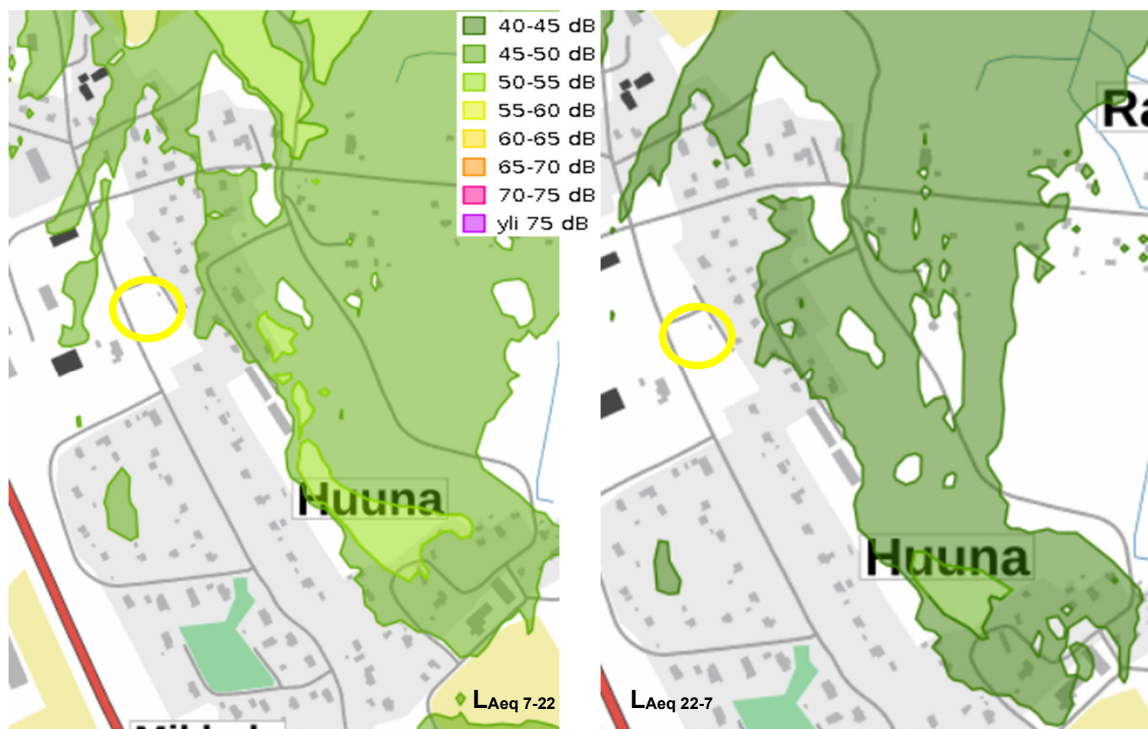 40-45 dB
45-50 dB
50-55 dB
55-60 dB
60-65 dB
65-70 dB
70-75 dB
yli 75 dB
Ra
Huuna
Huuna
LAeq 7-22
LAeq 22-7